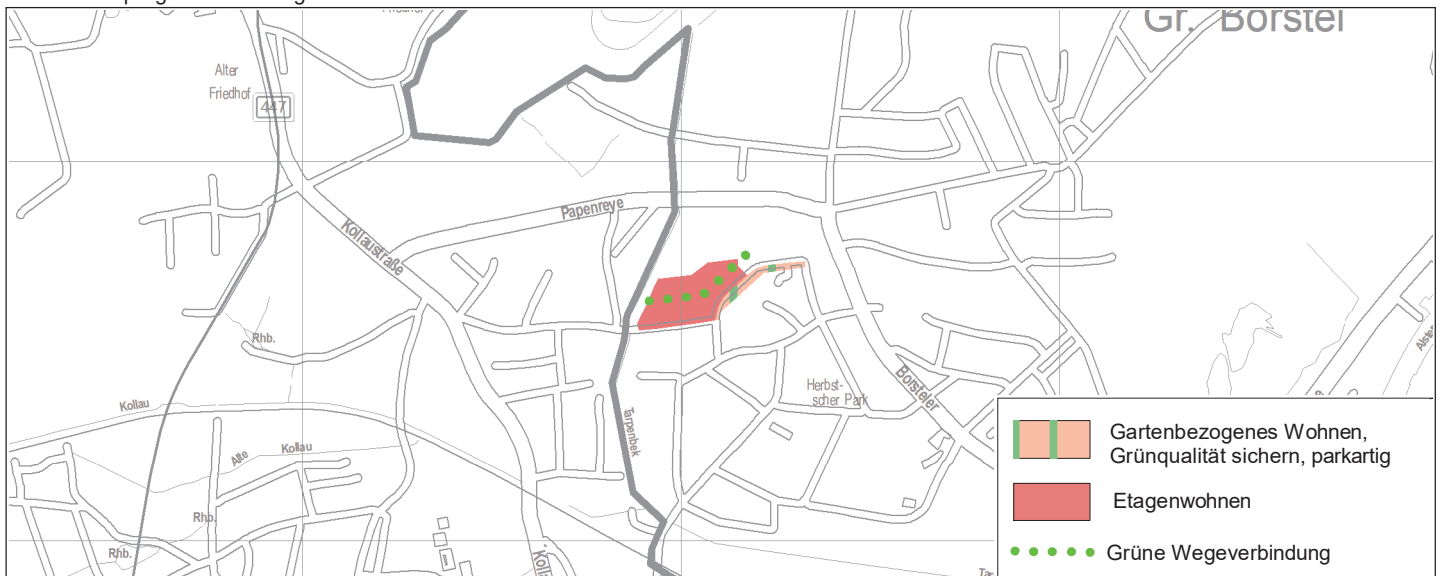 Gr. Borstel
Alter
Friedhof
447
Papenreye
Kollaustraße
Rhb.
Herbst-
scher Park
Borsteler
Kollau
Tarpenbek
Alte
Kollau
Rhb.
Rhb.
Gartenbezogenes Wohnen,
Grünqualität sichern, parkartig
Etagenwohnen
Grüne Wegeverbindung